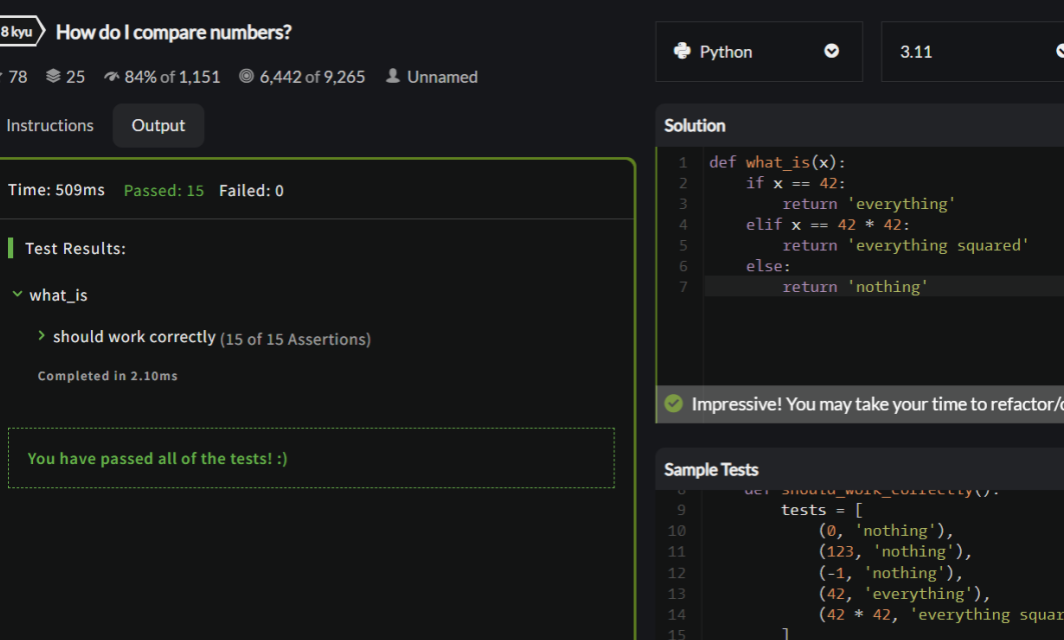 8 kyu How do I compare numbers?
78 25 84% of 1,151 6,442 of 9,265 Unnamed
Instructions Output
Time: 509ms Passed: 15 Failed: 0
Test Results:
what_is
should work correctly (15 of 15 Assertions)
Completed in 2.10ms
You have passed all of the tests! :)
Python 3.11
Solution
1 def what_is(x):
2 if x == 42:
3 return 'everything'
4 elif x == 42 * 42:
5 return 'everything squared'
6 else:
7 return 'nothing'
Impressive! You may take your time to refactor/
Sample Tests
8 def should_work_correctly():
9 tests = [
10 (0, 'nothing'),
11 (123, 'nothing'),
12 (-1, 'nothing'),
13 (42, 'everything'),
14 (42 * 42, 'everything squar
15 ]